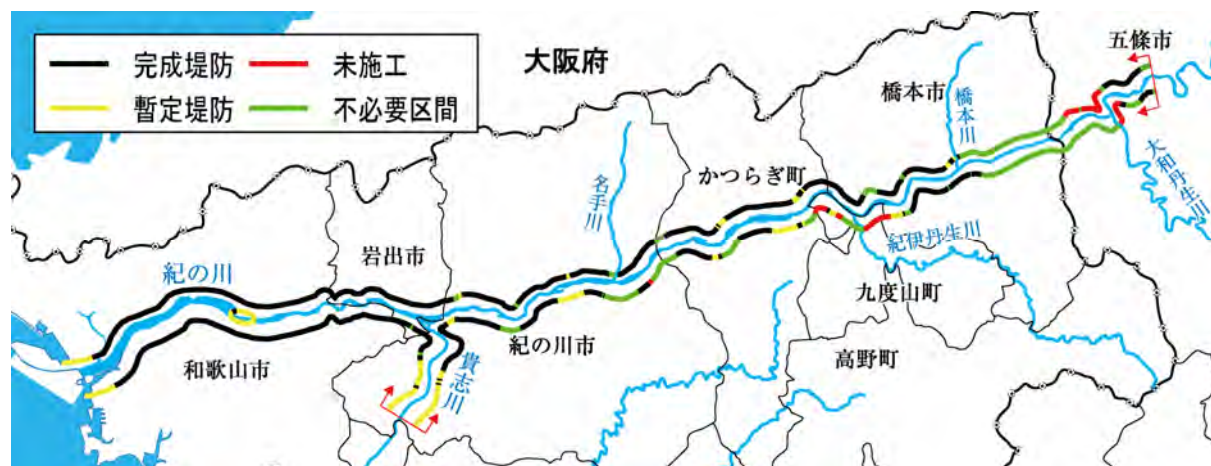 完成堤防
未施工
暫定堤防
不必要区間
大阪府
五條市
橋本市
橋本川
大和丹生川
かつらぎ町
名手川
紀伊丹生川
岩出市
紀の川
九度山町
紀の川市
高野町
和歌山市
貴志川